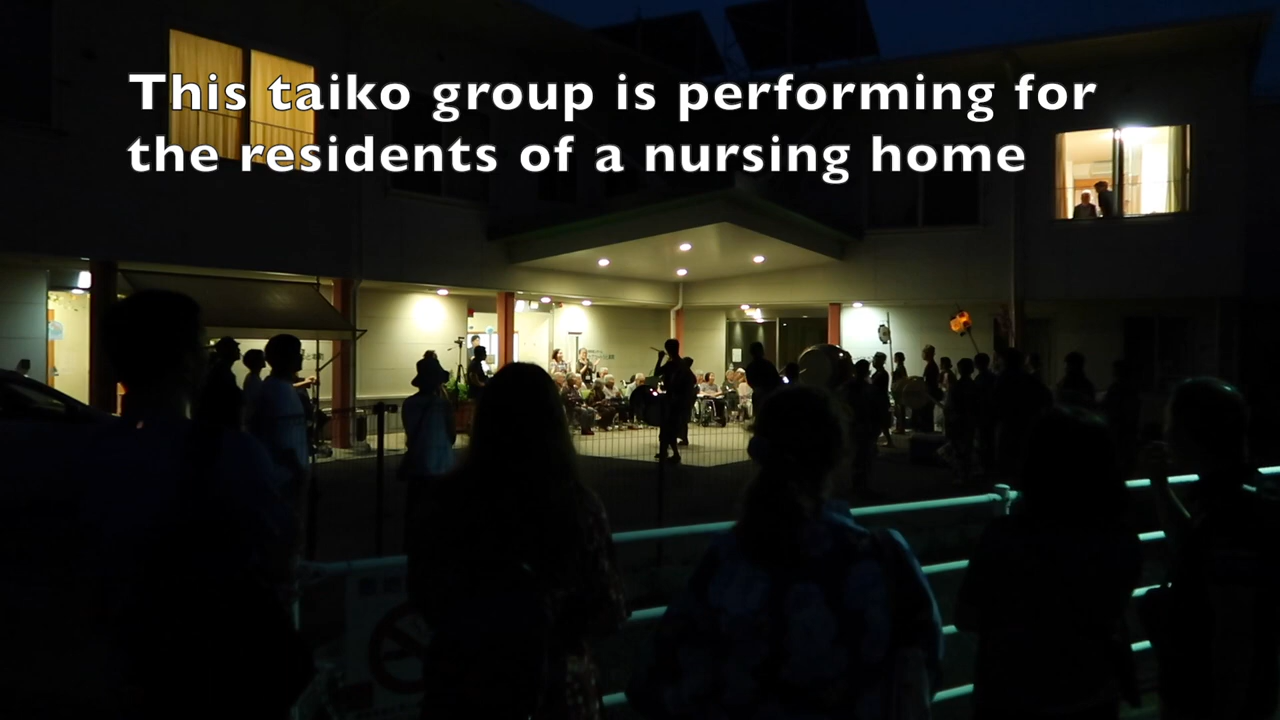 This taiko group is performing for
the residents of a nursing home